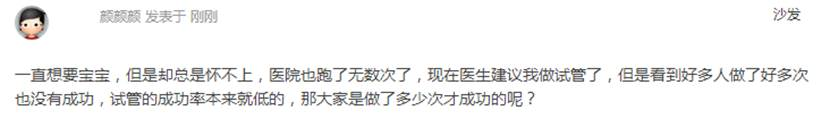 颜颜颜 发表于 刚刚 沙发
一直想要宝宝，但是却总是怀不上，医院也跑了无数次了，现在医生建议我做试管了，但是看到好多人做了好多次
也没有成功，试管的成功率本来就低的，那大家是做了多少次才成功的呢？